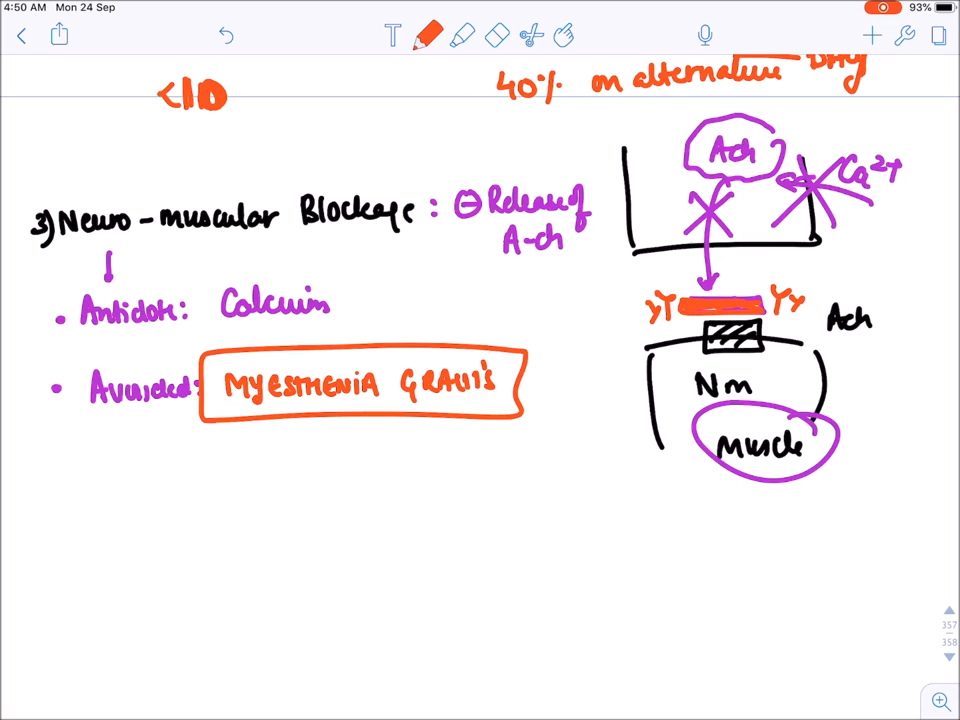 4:50 AM Mon 24 Sep
93%
T
<10
40% on alternative day
3) Neuro-muscular Blockage : ⊖ Release of
A-ch
Ach
Ca²⁺
• Antidote: Calcium
• Avoided: MYESTHENIA GRAVIS
Ach
Nm
Muscle
357
358